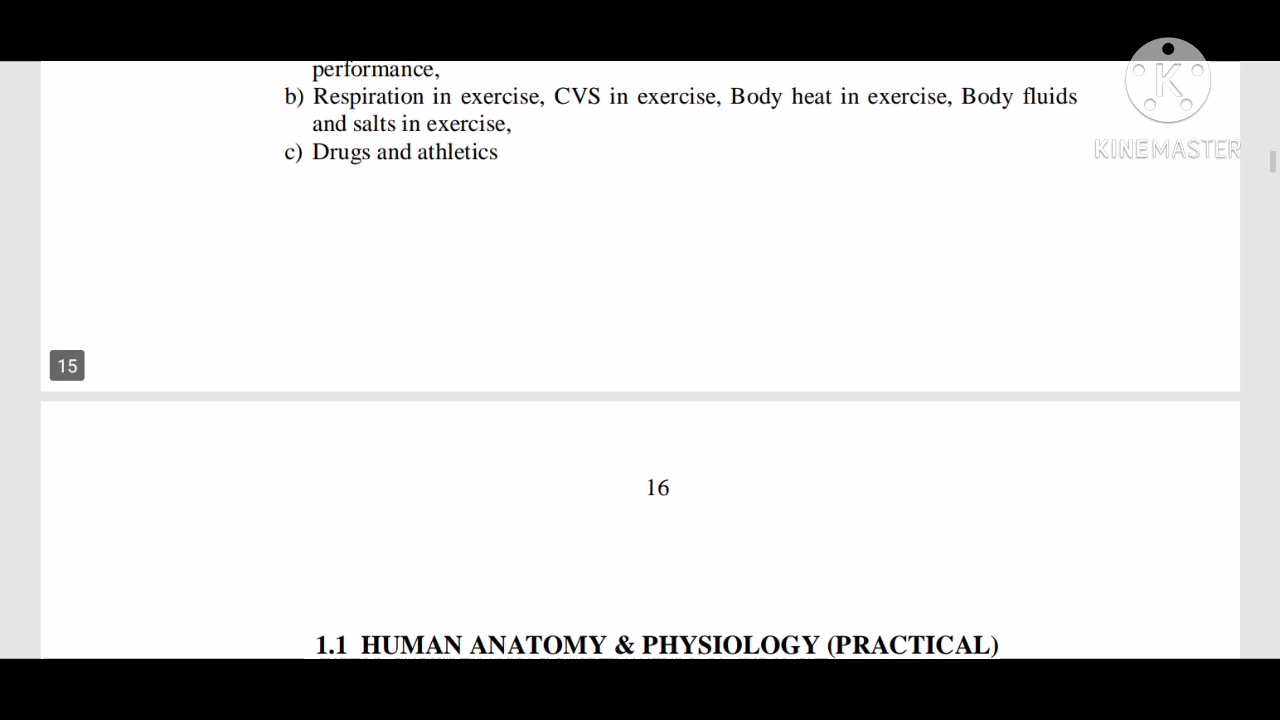 performance,
b) Respiration in exercise, CVS in exercise, Body heat in exercise, Body fluids
and salts in exercise,
c) Drugs and athletics
K
KINEMASTER
15
16
1.1 HUMAN ANATOMY & PHYSIOLOGY (PRACTICAL)